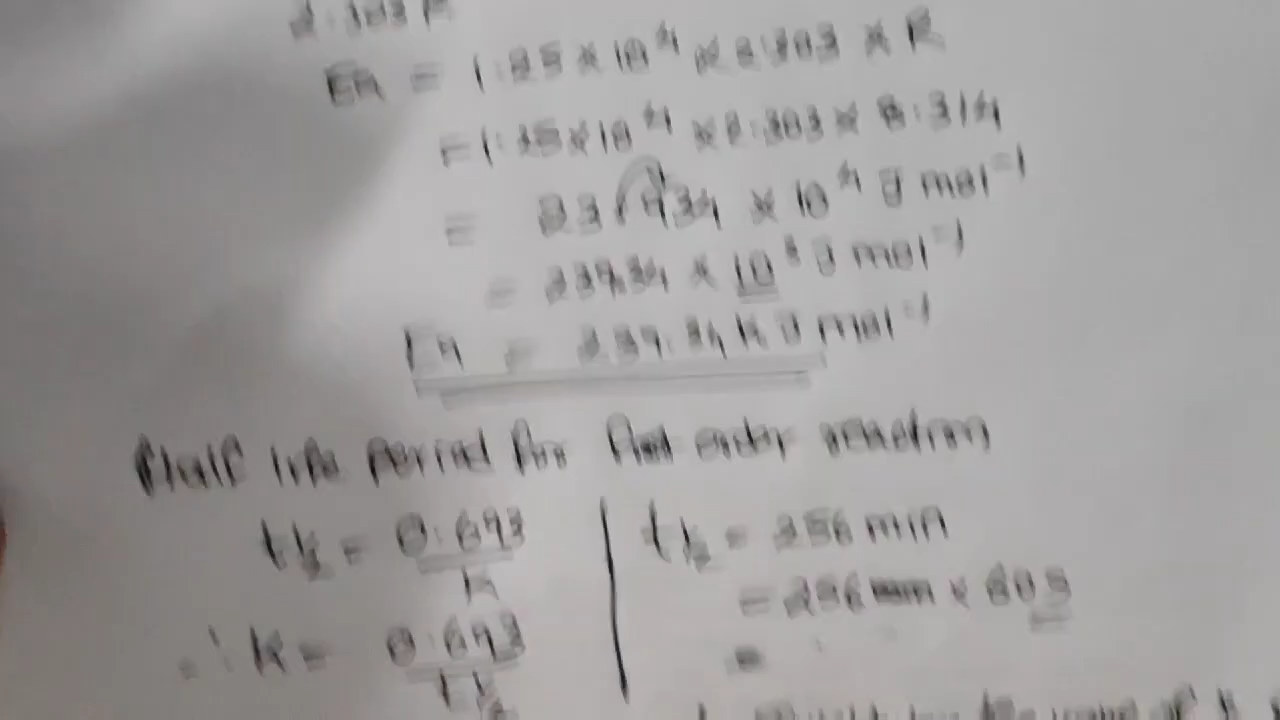 2.303 R
Ea = 1.25 × 10⁴ × 2.303 × R
= 1.25 × 10⁴ × 2.303 × 8.314
= 23.934 × 10⁴ J mol⁻¹
= 239.34 × 10³ J mol⁻¹
Ea = 239.34 KJ mol⁻¹
Half life period for first order reaction
t½ = 0.693 / K
t½ = 256 min
= 256 min × 60 s
=
∴ K = 0.693 / t½